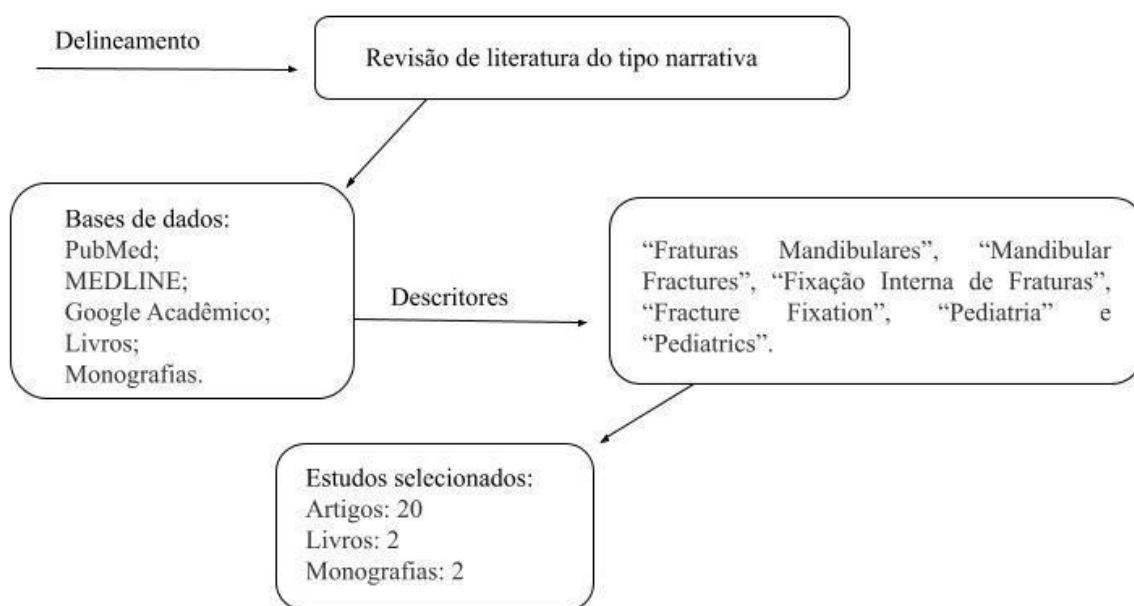 Delineamento
Revisão de literatura do tipo narrativa
Bases de dados:
PubMed;
MEDLINE;
Google Acadêmico;
Livros;
Monografias.
Descritores
“Fraturas Mandibulares”, “Mandibular
Fractures”, “Fixação Interna de Fraturas”,
“Fracture Fixation”, “Pediatria” e
“Pediatrics”.
Estudos selecionados:
Artigos: 20
Livros: 2
Monografias: 2